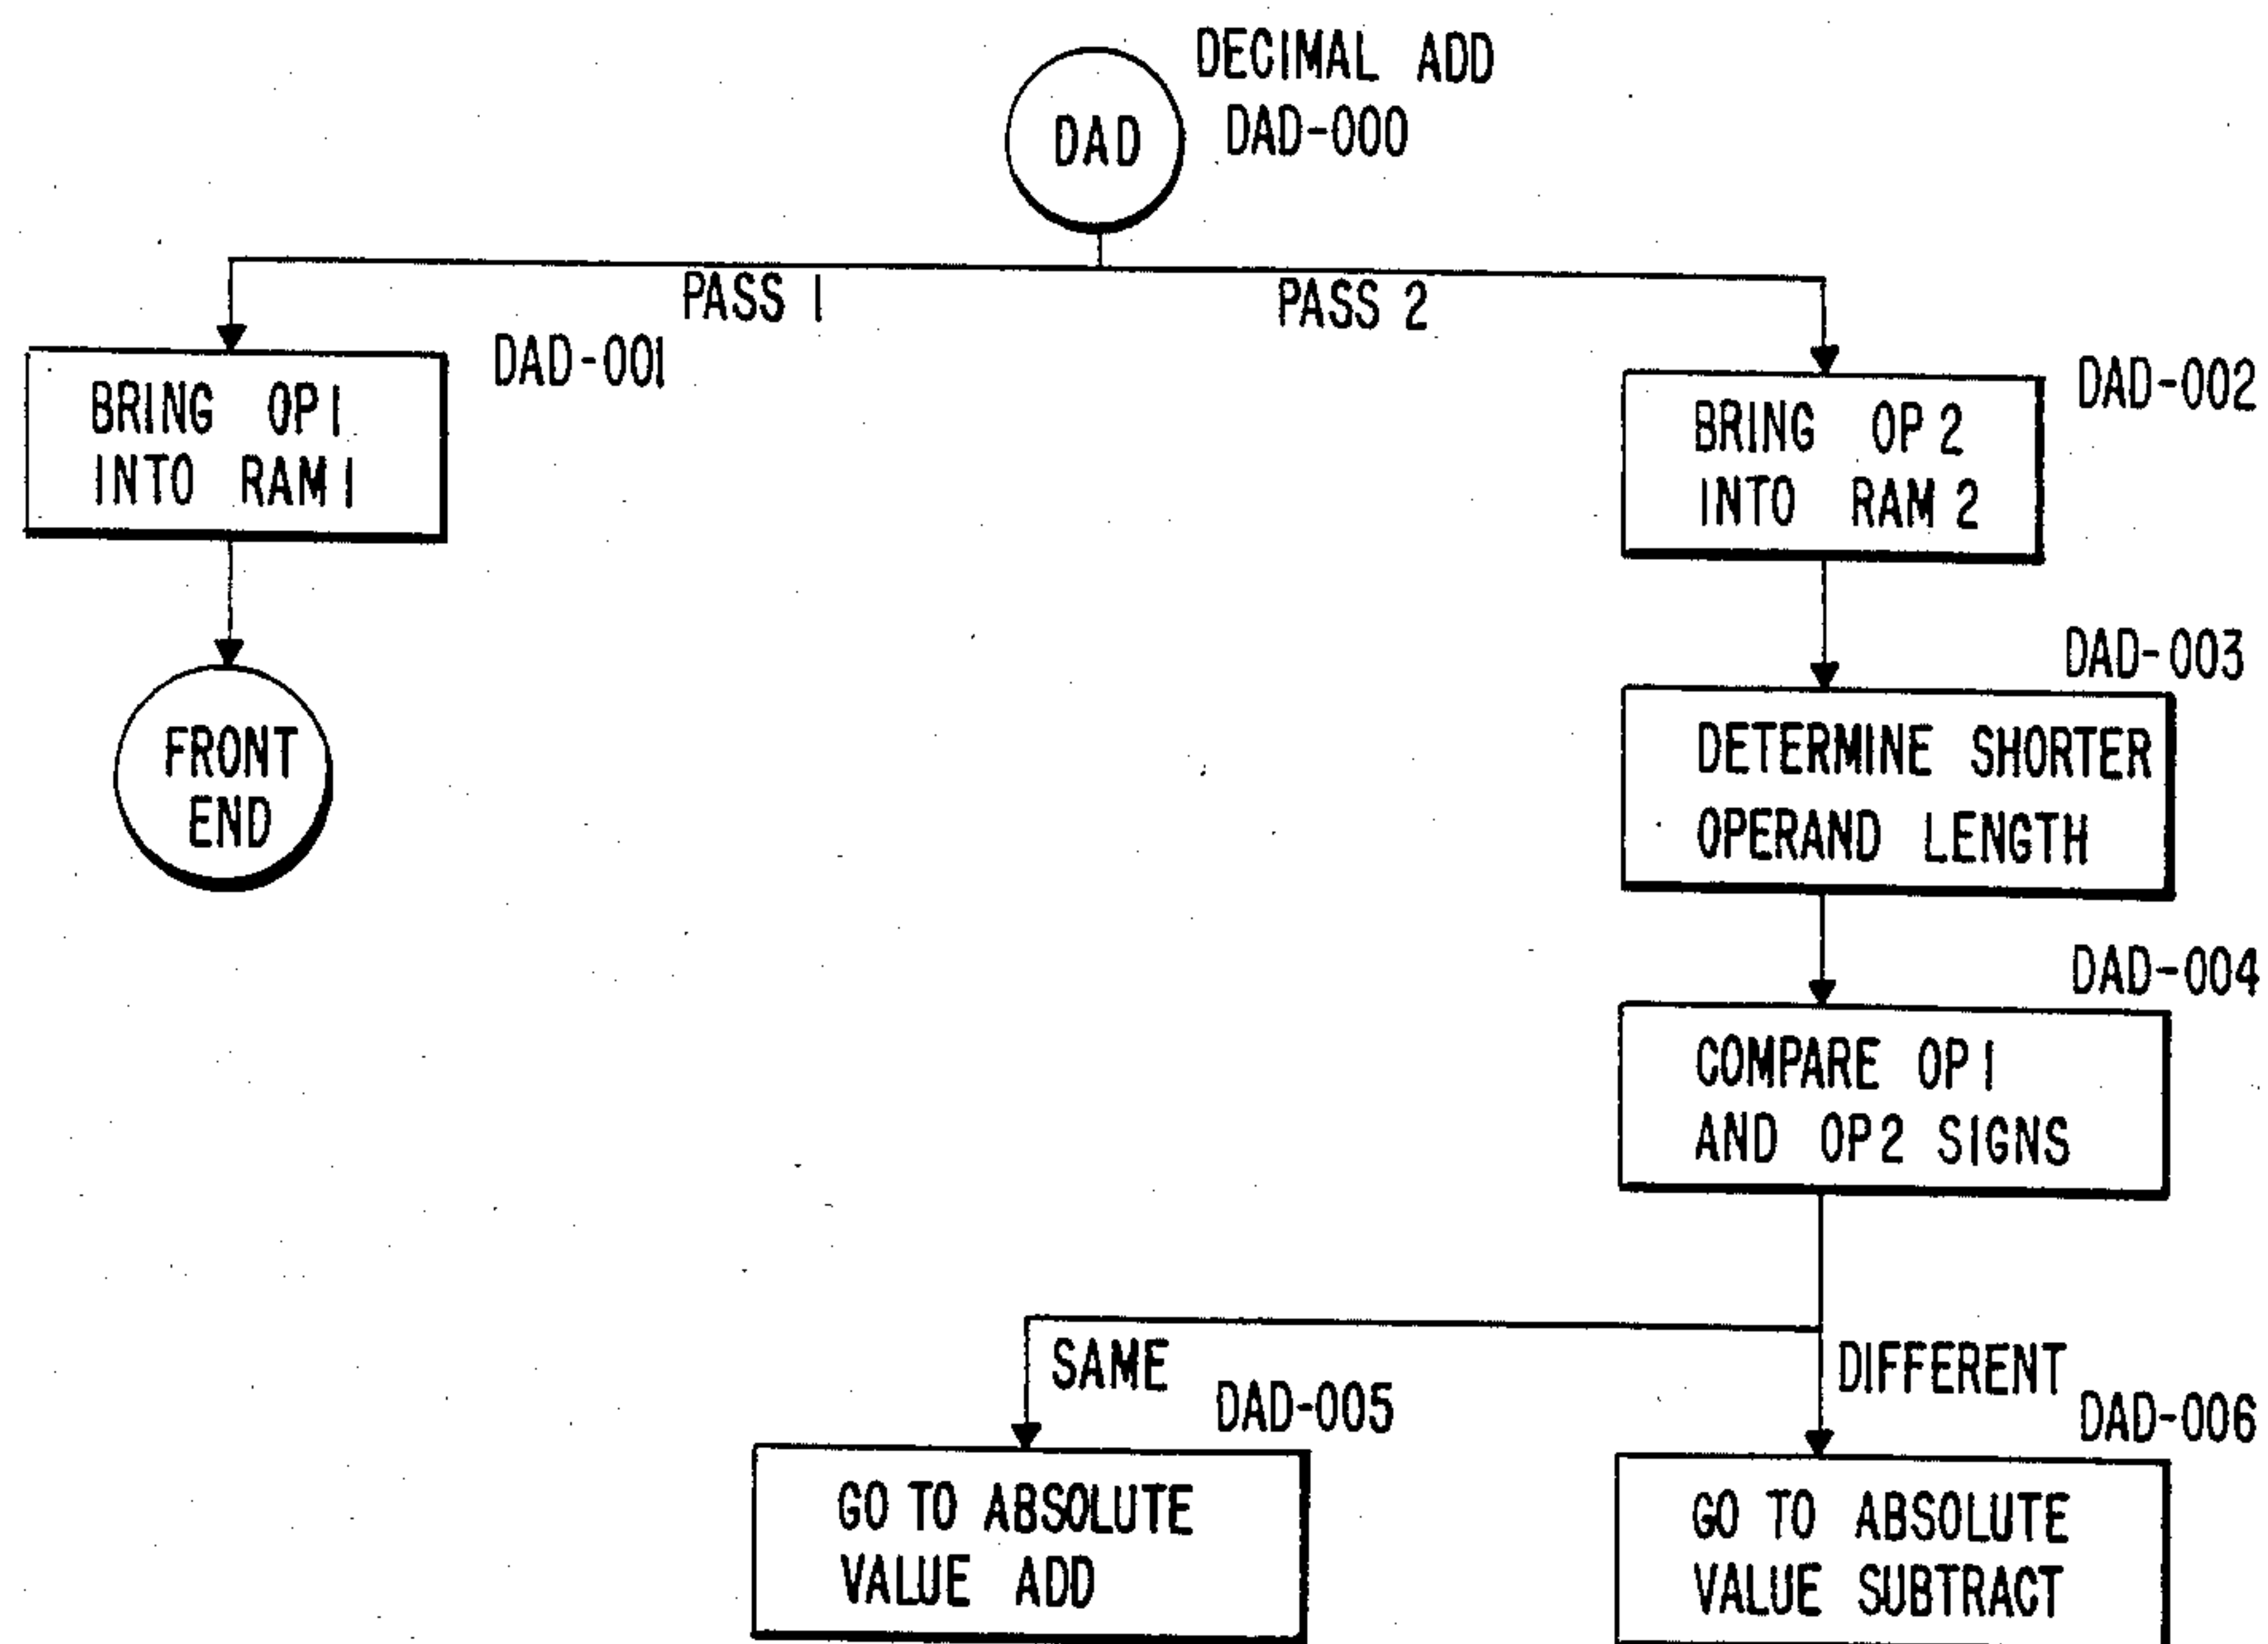 DECIMAL ADD
DAD-000
DAD
PASS 1
PASS 2
DAD-001
BRING OP1
INTO RAM1
DAD-002
BRING OP2
INTO RAM2
FRONT
END
DAD-003
DETERMINE SHORTER
OPERAND LENGTH
DAD-004
COMPARE OP1
AND OP2 SIGNS
SAME
DAD-005
DIFFERENT
DAD-006
GO TO ABSOLUTE
VALUE ADD
GO TO ABSOLUTE
VALUE SUBTRACT